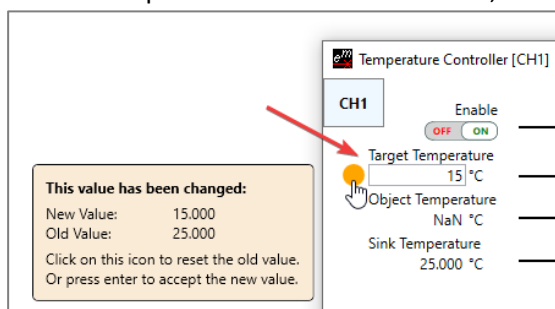 em Temperature Controller [CH1]
CH1
Enable
OFF ON
Target Temperature
15 °C
Object Temperature
NaN °C
Sink Temperature
25.000 °C
This value has been changed:
New Value: 15.000
Old Value: 25.000
Click on this icon to reset the old value.
Or press enter to accept the new value.